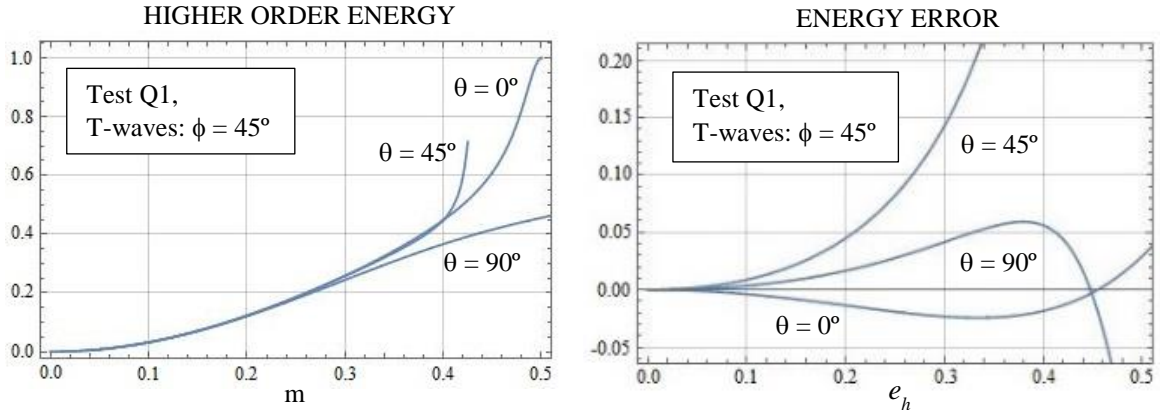 HIGHER ORDER ENERGY
1.0
0.8
0.6
0.4
0.2
0.0
Test Q1,
T-waves: ϕ = 45º
θ = 0º
θ = 45º
θ = 90º
0.0 0.1 0.2 0.3 0.4 0.5
m
ENERGY ERROR
0.20
0.15
0.10
0.05
0.00
-0.05
Test Q1,
T-waves: ϕ = 45º
θ = 45º
θ = 90º
θ = 0º
0.0 0.1 0.2 0.3 0.4 0.5
e_h